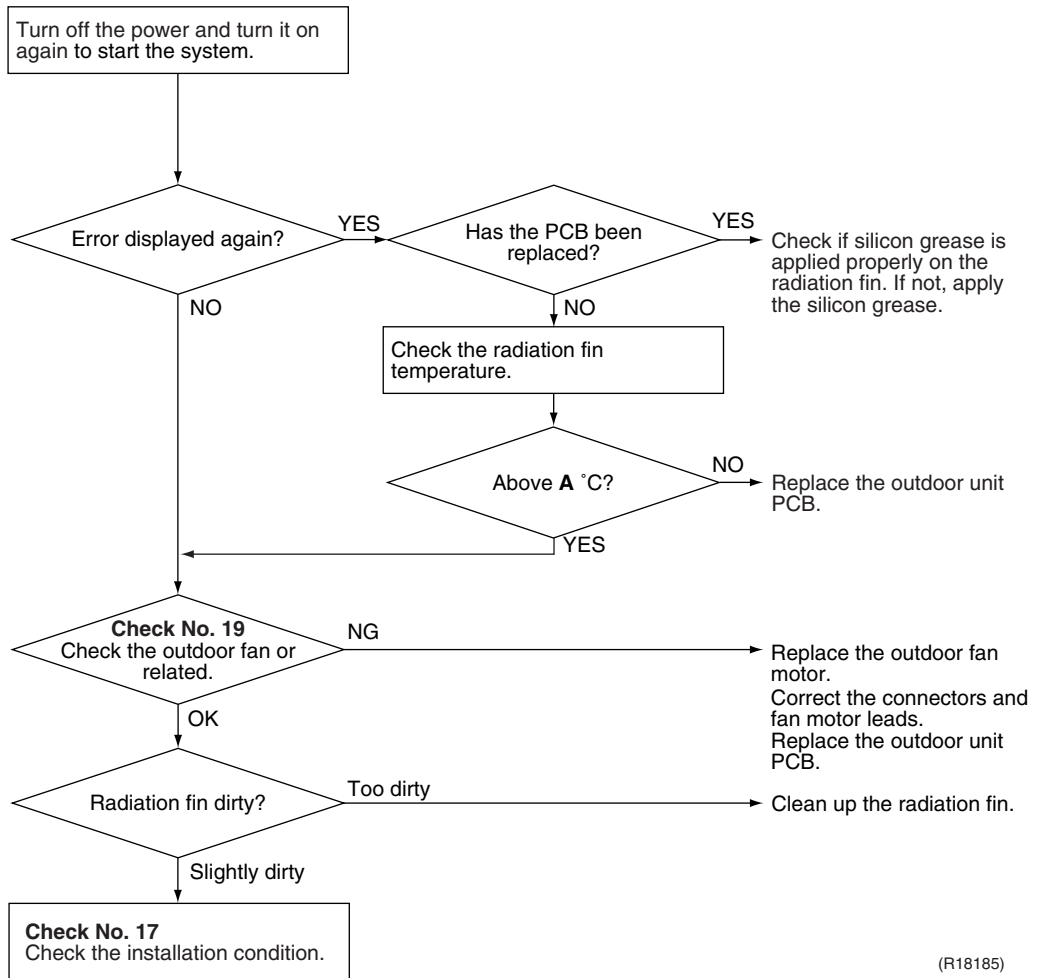 Turn off the power and turn it on
again to start the system.
Error displayed again?
YES
Has the PCB been
replaced?
YES
Check if silicon grease is
applied properly on the
radiation fin. If not, apply
the silicon grease.
NO
NO
Check the radiation fin
temperature.
Above A ˚C?
NO
Replace the outdoor unit
PCB.
YES
Check No. 19
Check the outdoor fan or
related.
NG
Replace the outdoor fan
motor.
Correct the connectors and
fan motor leads.
Replace the outdoor unit
PCB.
OK
Radiation fin dirty?
Too dirty
Clean up the radiation fin.
Slightly dirty
Check No. 17
Check the installation condition.
(R18185)